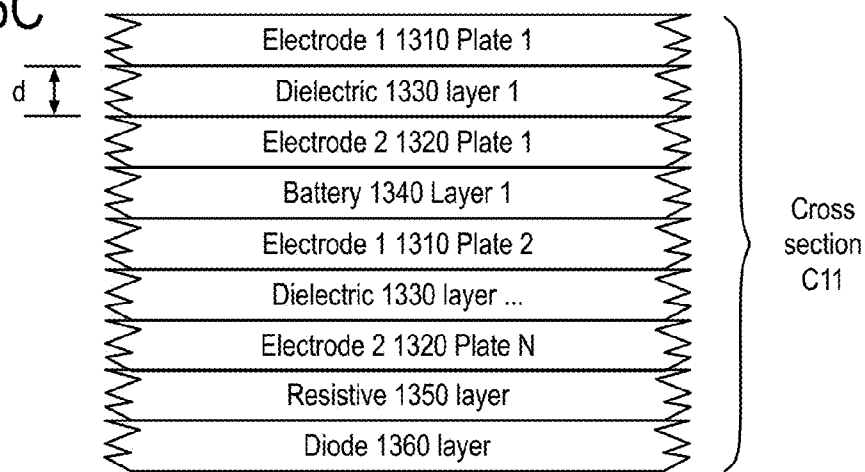 Electrode 1 1310 Plate 1
d
Dielectric 1330 layer 1
Electrode 2 1320 Plate 1
Battery 1340 Layer 1
Electrode 1 1310 Plate 2
Dielectric 1330 layer ...
Electrode 2 1320 Plate N
Resistive 1350 layer
Diode 1360 layer
Cross
section
C11